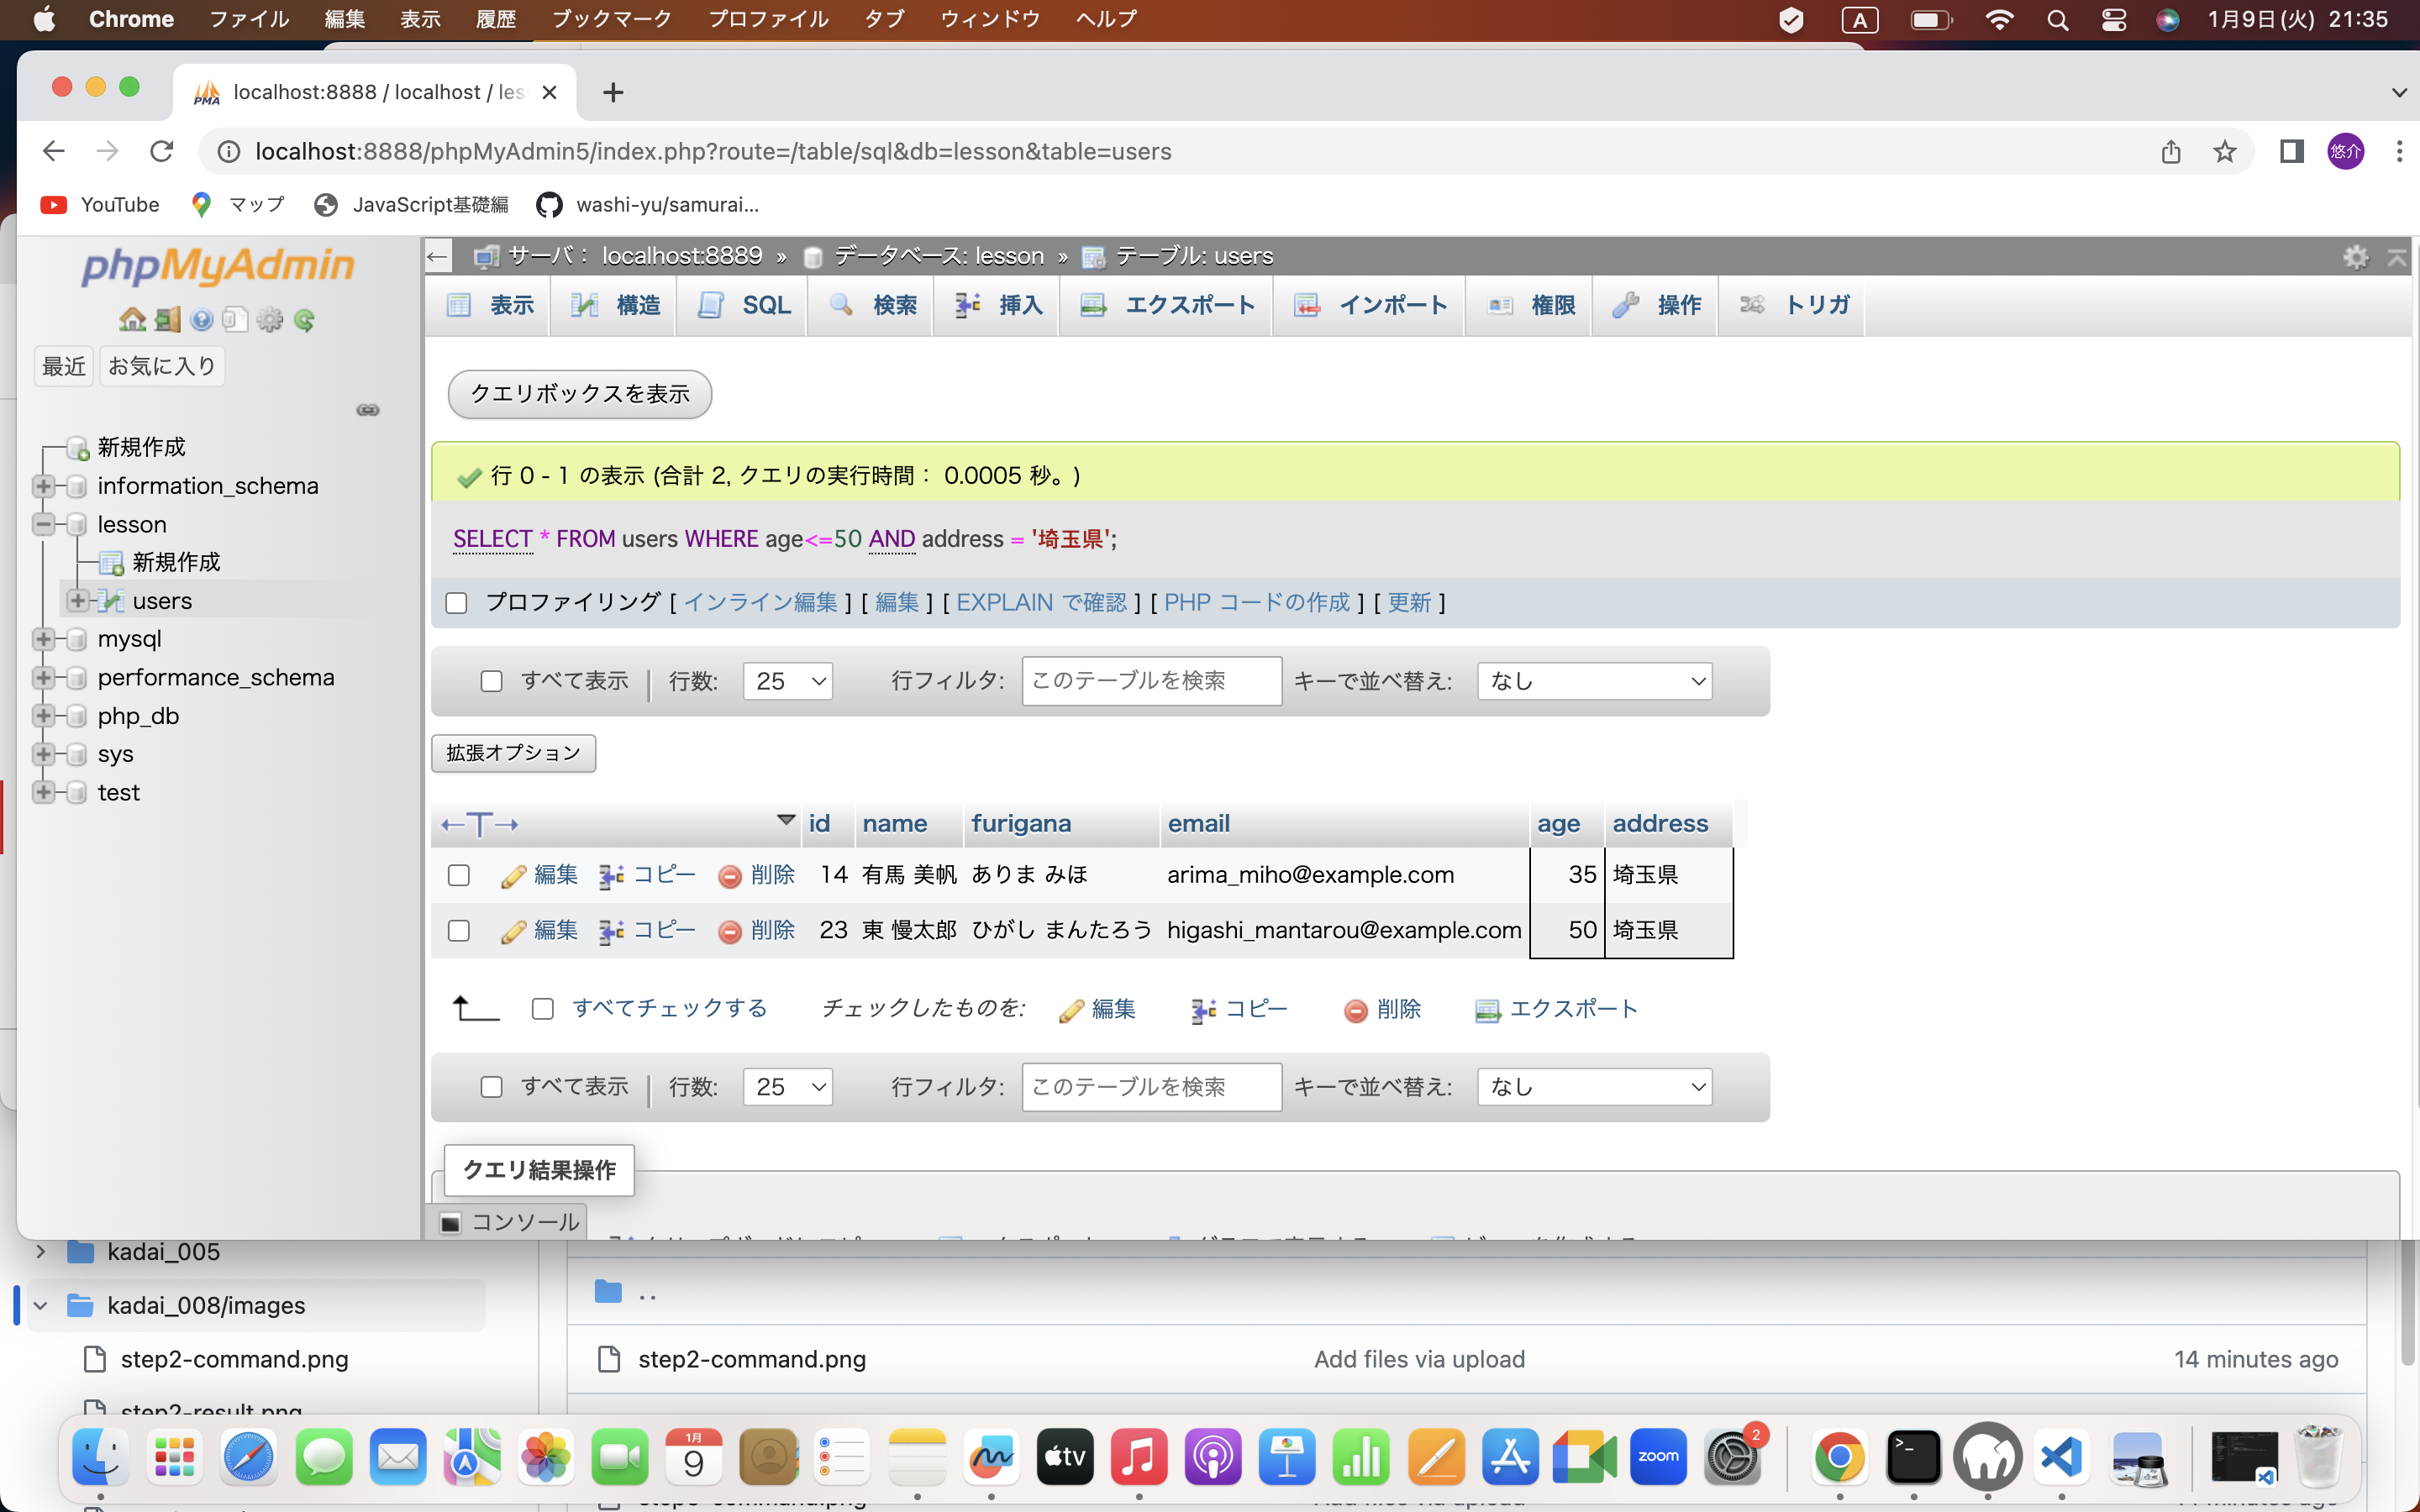 Chrome ファイル 編集 表示 履歴 ブックマーク プロファイル タブ ウィンドウ ヘルプ A 1月9日(火) 21:35
PMA localhost:8888 / localhost / les
localhost:8888/phpMyAdmin5/index.php?route=/table/sql&db=lesson&table=users 悠介
YouTube マップ JavaScript基礎編 washi-yu/samurai...
phpMyAdmin
最近 お気に入り
新規作成
information_schema
lesson
新規作成
users
mysql
performance_schema
php_db
sys
test
サーバ： localhost:8889 » データベース: lesson » テーブル: users
表示 構造 SQL 検索 挿入 エクスポート インポート 権限 操作 トリガ
クエリボックスを表示
行 0 - 1 の表示 (合計 2, クエリの実行時間： 0.0005 秒。)
SELECT * FROM users WHERE age<=50 AND address = '埼玉県';
プロファイリング [ インライン編集 ] [ 編集 ] [ EXPLAIN で確認 ] [ PHP コードの作成 ] [ 更新 ]
すべて表示 行数: 25 行フィルタ: このテーブルを検索 キーで並べ替え: なし
拡張オプション
←T→ id name furigana email age address
編集 コピー 削除 14 有馬 美帆 ありま みほ arima_miho@example.com 35 埼玉県
編集 コピー 削除 23 東 慢太郎 ひがし まんたろう higashi_mantarou@example.com 50 埼玉県
すべてチェックする チェックしたものを: 編集 コピー 削除 エクスポート
すべて表示 行数: 25 行フィルタ: このテーブルを検索 キーで並べ替え: なし
クエリ結果操作
コンソール
kadai_005
kadai_008/images
step2-command.png
step2-result.png
..
step2-command.png Add files via upload 14 minutes ago
1月
9
tv
zoom
2